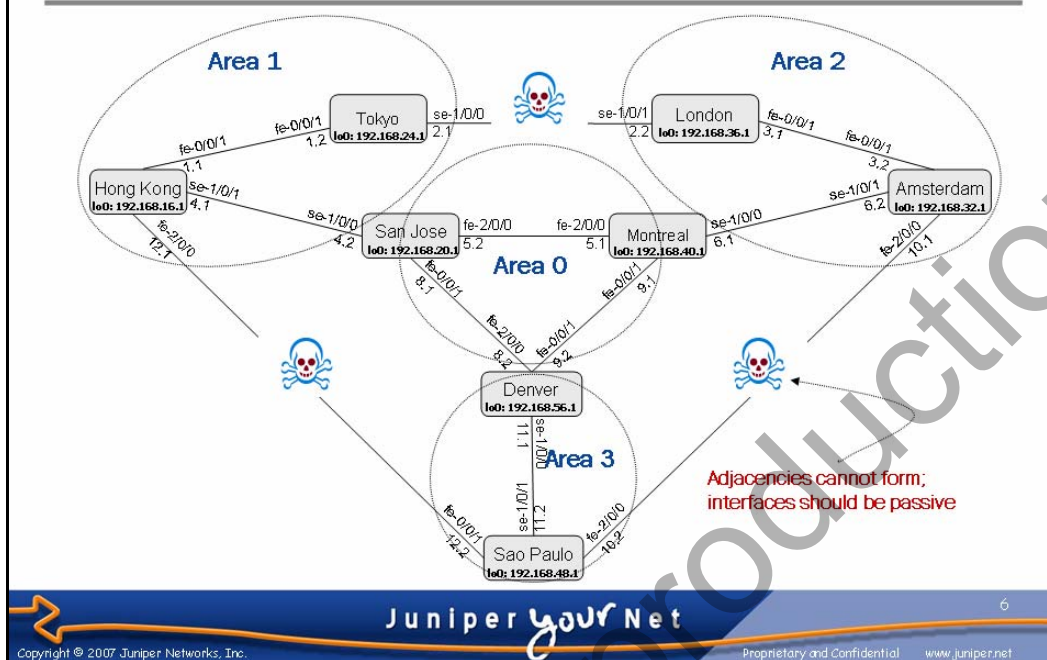 Area 1
Area 2
Tokyo
lo0: 192.168.24.1
se-1/0/0
2.1
se-1/0/1
2.2
London
lo0: 192.168.36.1
fe-0/0/1
1.2
fe-0/0/1
1.1
fe-0/0/1
3.1
fe-0/0/1
3.2
Hong Kong
lo0: 192.168.16.1
se-1/0/1
4.1
fe-2/0/0
12.1
se-1/0/0
4.2
San Jose
lo0: 192.168.20.1
fe-2/0/0
5.2
fe-2/0/0
5.1
Montreal
lo0: 192.168.40.1
se-1/0/0
6.1
se-1/0/1
6.2
Amsterdam
lo0: 192.168.32.1
fe-2/0/0
10.1
Area 0
fe-0/0/1
8.1
fe-0/0/1
9.1
fe-2/0/0
8.2
fe-0/0/1
9.2
Denver
lo0: 192.168.56.1
se-1/0/0
11.1
Area 3
se-1/0/1
11.2
fe-0/0/1
12.2
fe-2/0/0
10.2
Sao Paulo
lo0: 192.168.48.1
Adjacencies cannot form;
interfaces should be passive
Juniper your Net
6
Copyright © 2007 Juniper Networks, Inc.
Proprietary and Confidential www.juniper.net